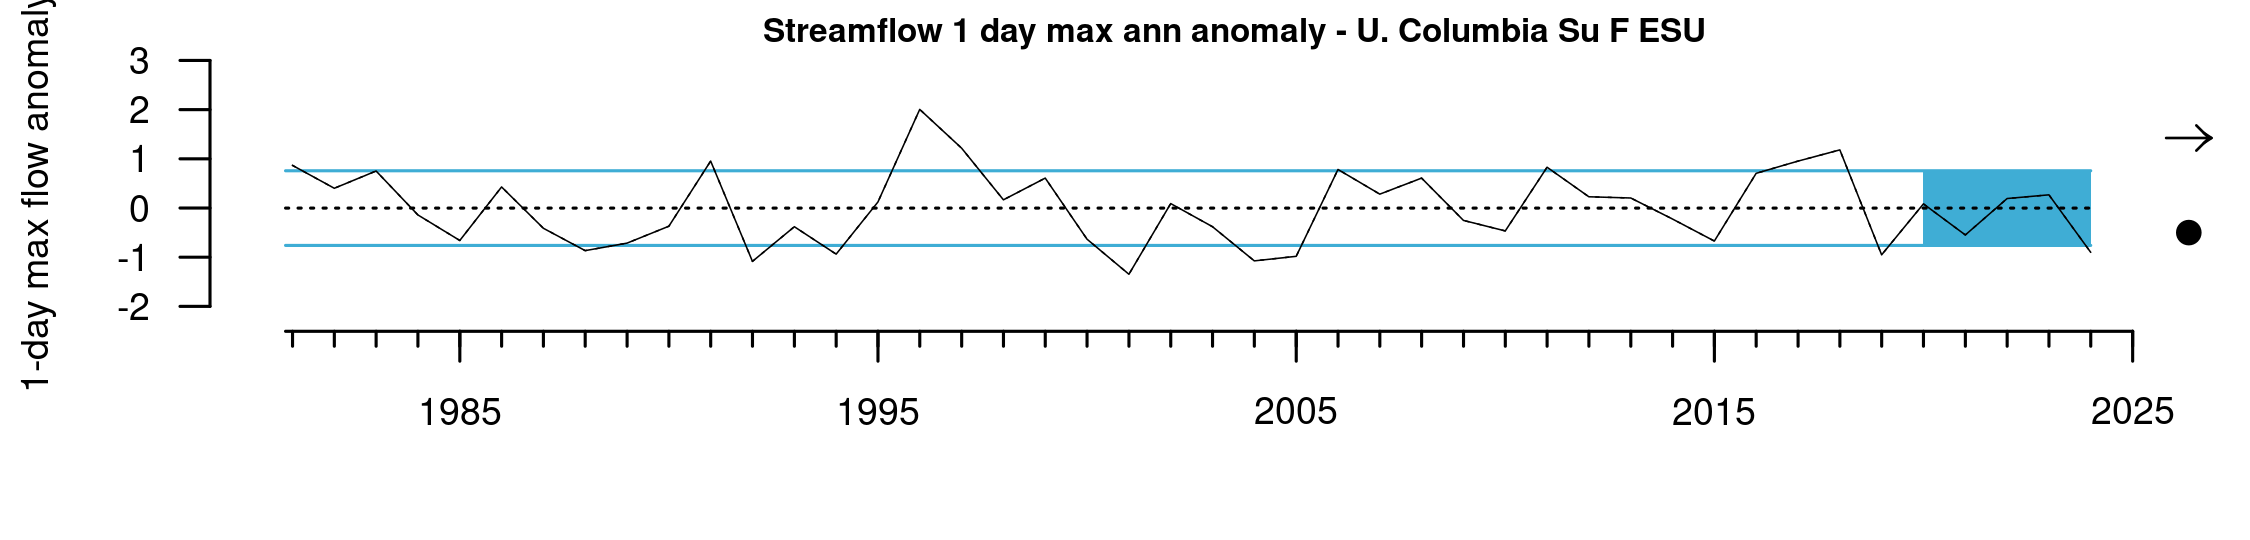 Streamflow 1 day max ann anomaly - U. Columbia Su F ESU
1-day max flow anomaly
3
2
1
0
-1
-2
1985 1995 2005 2015 2025